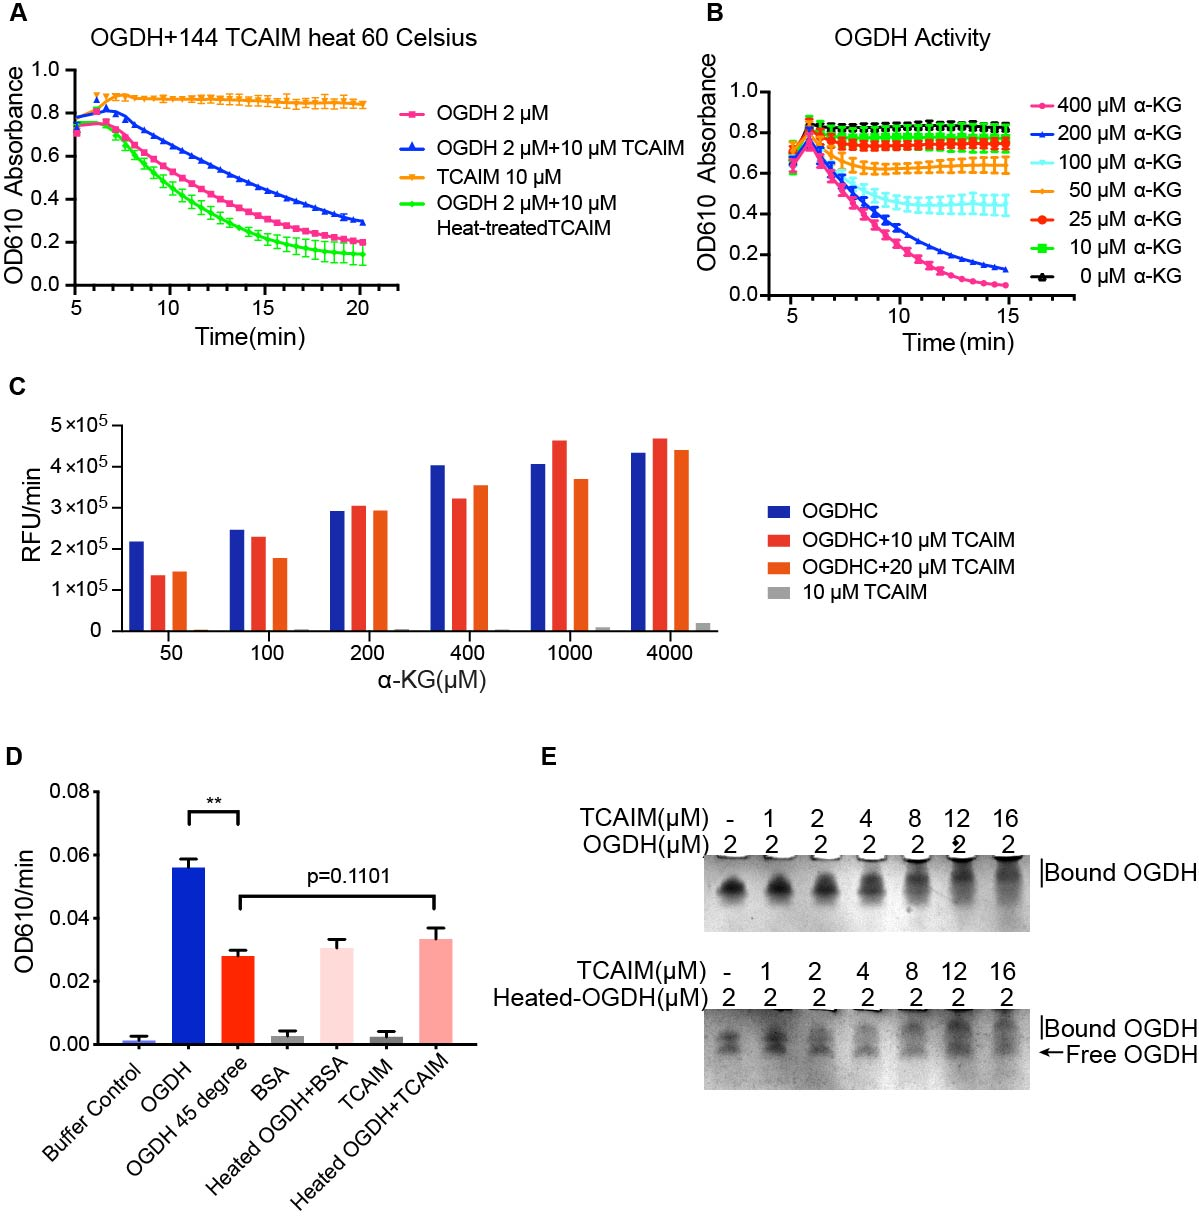 A
OGDH+144 TCAIM heat 60 Celsius
OD610 Absorbance
1.0
0.8
0.6
0.4
0.2
0.0
5
10
15
20
Time(min)
OGDH 2 µM
OGDH 2 µM+10 µM TCAIM
TCAIM 10 µM
OGDH 2 µM+10 µM
Heat-treatedTCAIM
B
OGDH Activity
OD610 Absorbance
1.0
0.8
0.6
0.4
0.2
0.0
5
10
15
Time (min)
400 µM α-KG
200 µM α-KG
100 µM α-KG
50 µM α-KG
25 µM α-KG
10 µM α-KG
0 µM α-KG
C
RFU/min
5×10⁵
4×10⁵
3×10⁵
2×10⁵
1×10⁵
0
50
100
200
400
1000
4000
α-KG(µM)
OGDHC
OGDHC+10 µM TCAIM
OGDHC+20 µM TCAIM
10 µM TCAIM
D
OD610/min
0.08
0.06
0.04
0.02
0.00
**
p=0.1101
Buffer Control
OGDH
OGDH 45 degree
BSA
Heated OGDH+BSA
TCAIM
Heated OGDH+TCAIM
E
TCAIM(µM) - 1 2 4 8 12 16
OGDH(µM) 2 2 2 2 2 2 2
Bound OGDH
TCAIM(µM) - 1 2 4 8 12 16
Heated-OGDH(µM) 2 2 2 2 2 2 2
Bound OGDH
Free OGDH